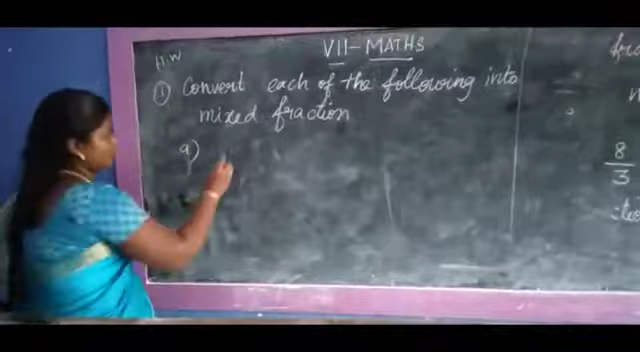 H.W
VII - MATHS
① Convert each of the following into
mixed fraction
a)
8
3